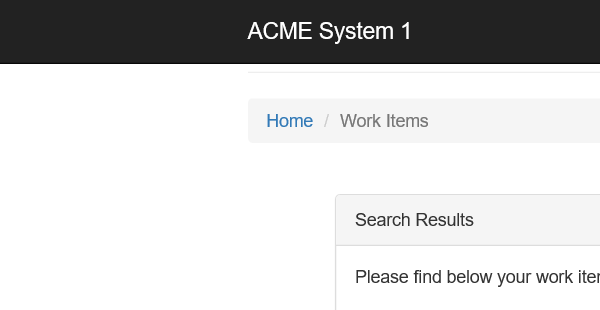 ACME System 1
Home / Work Items
Search Results
Please find below your work